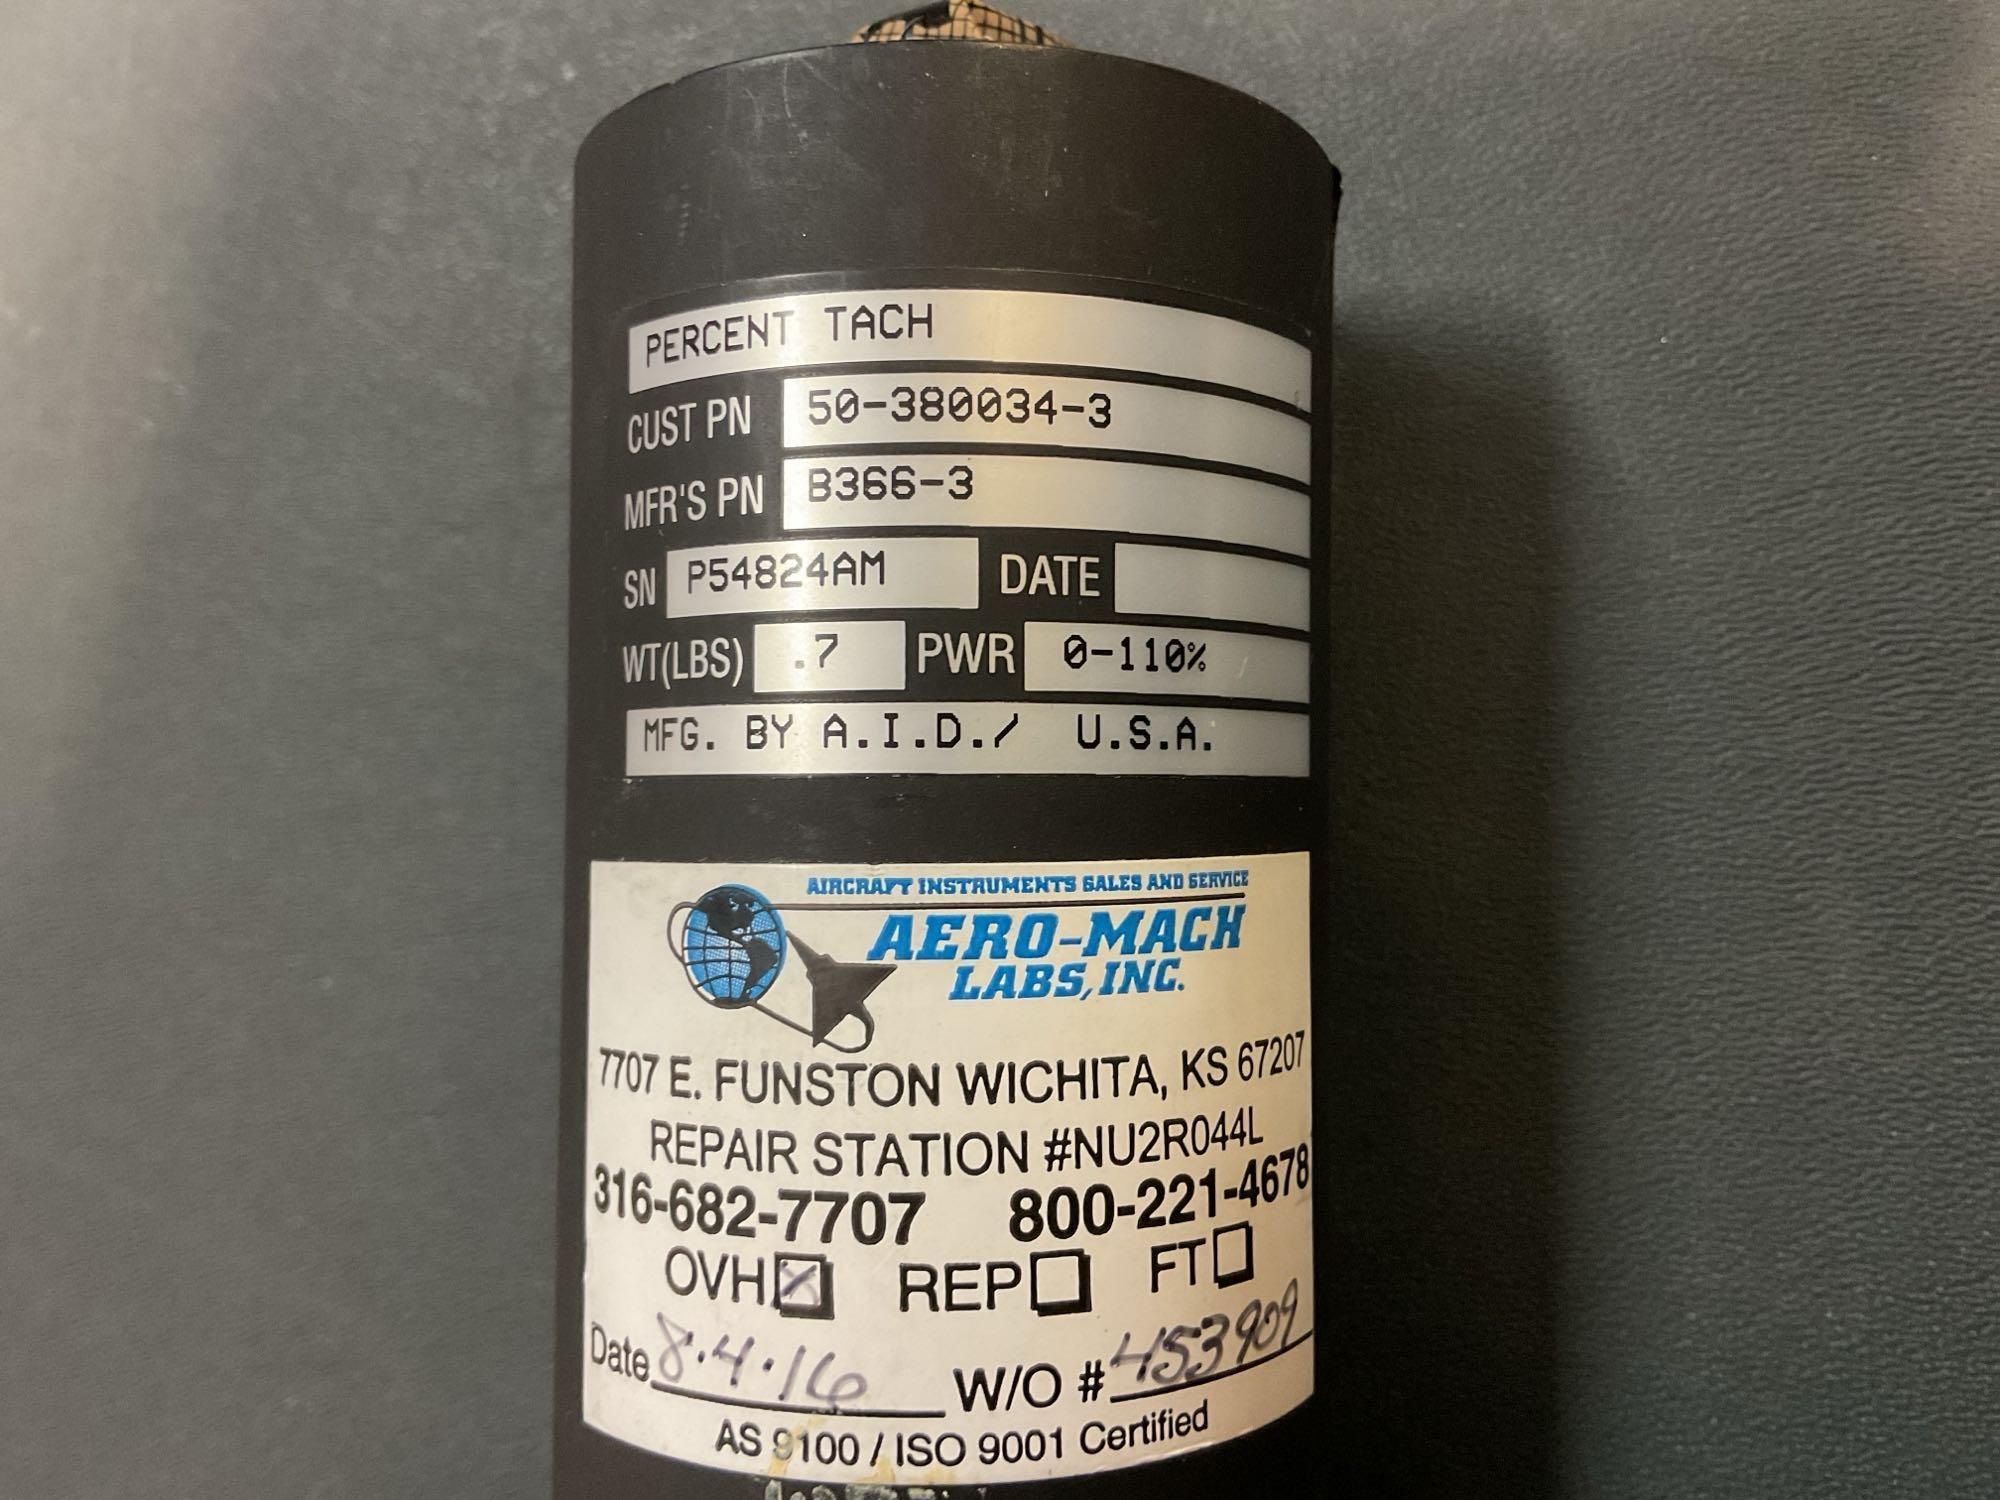 PERCENT TACH
CUST PN 50-380034-3
MFR'S PN B366-3
SN P54824AM DATE
WT(LBS) .7 PWR 0-110%
MFG. BY A.I.D./ U.S.A.
AIRCRAFT INSTRUMENTS SALES AND SERVICE
AERO-MACH
LABS, INC.
7707 E. FUNSTON WICHITA, KS 67207
REPAIR STATION #NU2R044L
316-682-7707 800-221-4678
OVH REP FT
Date 8.4.16 W/O # 453909
AS 9100 / ISO 9001 Certified